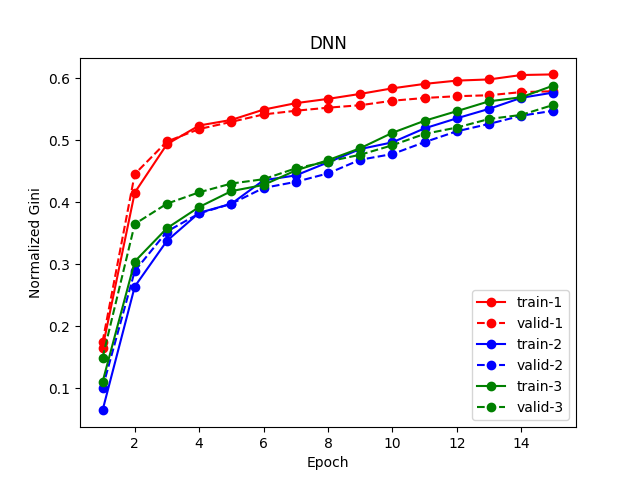 DNN
Normalized Gini
0.6
0.5
0.4
0.3
0.2
0.1
2 4 6 8 10 12 14
Epoch
train-1
valid-1
train-2
valid-2
train-3
valid-3